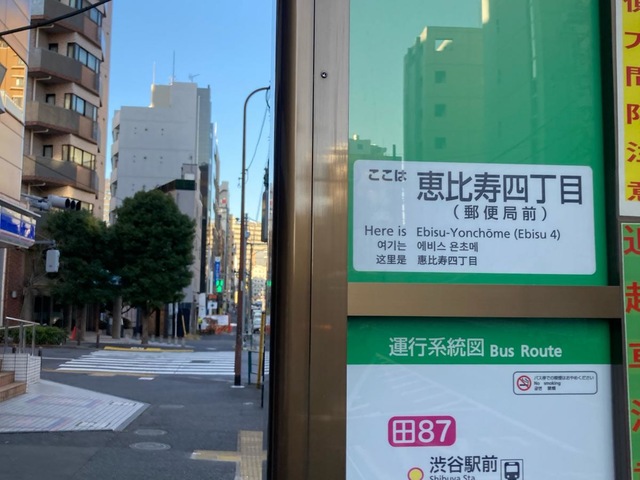 ここは 恵比寿四丁目
（郵便局前）
Here is Ebisu-Yonchōme (Ebisu 4)
여기는 에비스 욘초메
这里是 惠比寿四丁目
運行系統図 Bus Route
No smoking
田87
渋谷駅前
Shibuya Sta.